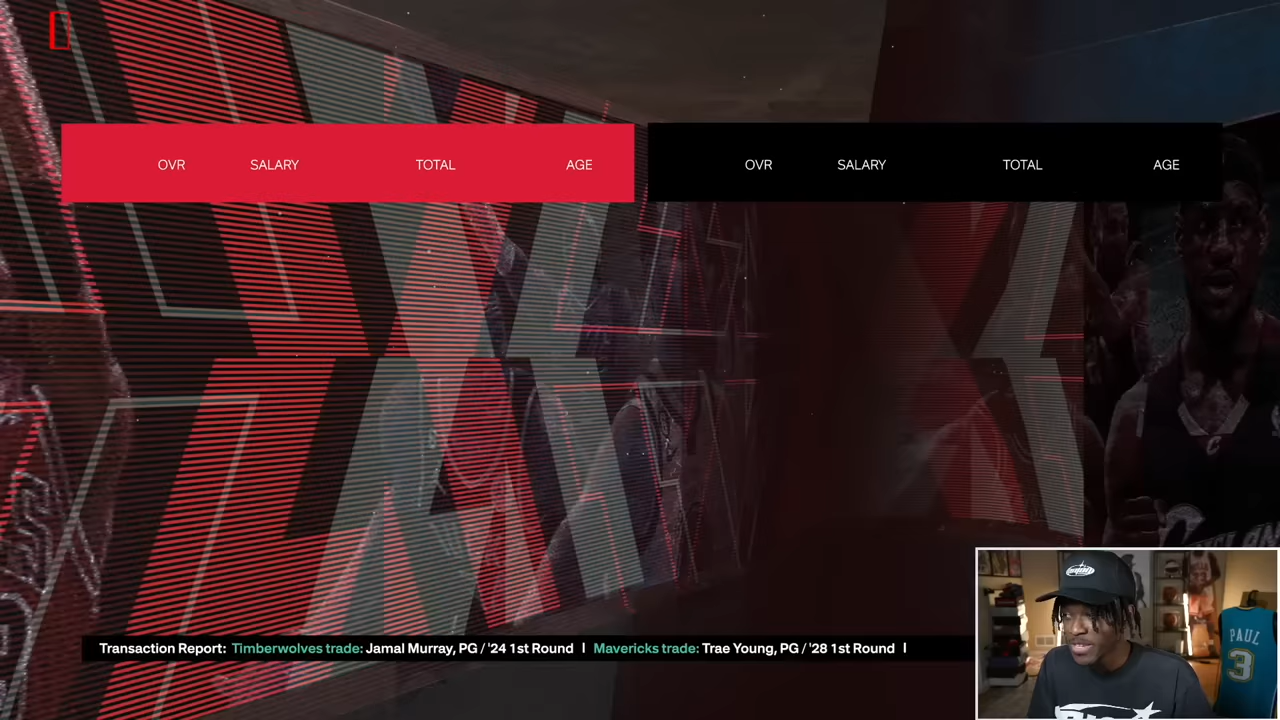 OVR SALARY TOTAL AGE
OVR SALARY TOTAL AGE
Transaction Report: Timberwolves trade: Jamal Murray, PG / '24 1st Round | Mavericks trade: Trae Young, PG / '28 1st Round |
PAUL
3